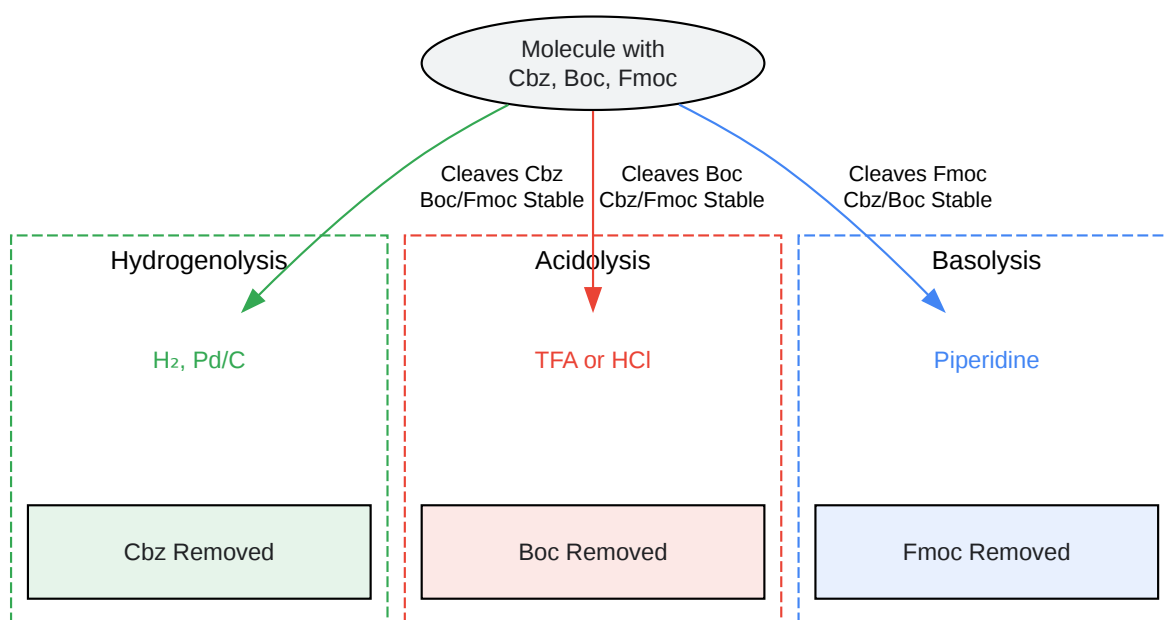 Molecule with
Cbz, Boc, Fmoc
Cleaves Cbz
Boc/Fmoc Stable
Cleaves Boc
Cbz/Fmoc Stable
Cleaves Fmoc
Cbz/Boc Stable
Hydrogenolysis
Acidolysis
Basolysis
H₂, Pd/C
TFA or HCl
Piperidine
Cbz Removed
Boc Removed
Fmoc Removed